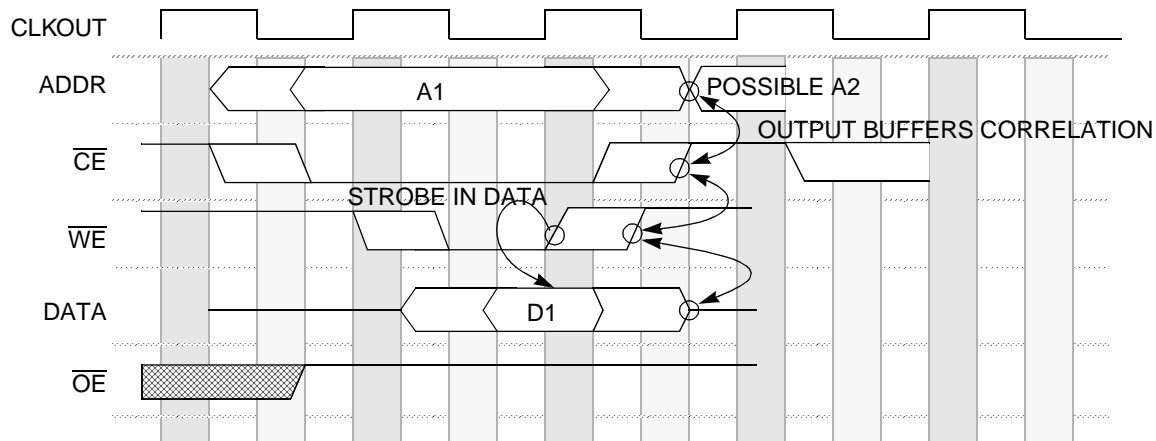 CLKOUT
ADDR
A1
POSSIBLE A2
OUTPUT BUFFERS CORRELATION
CE
STROBE IN DATA
WE
DATA
D1
OE